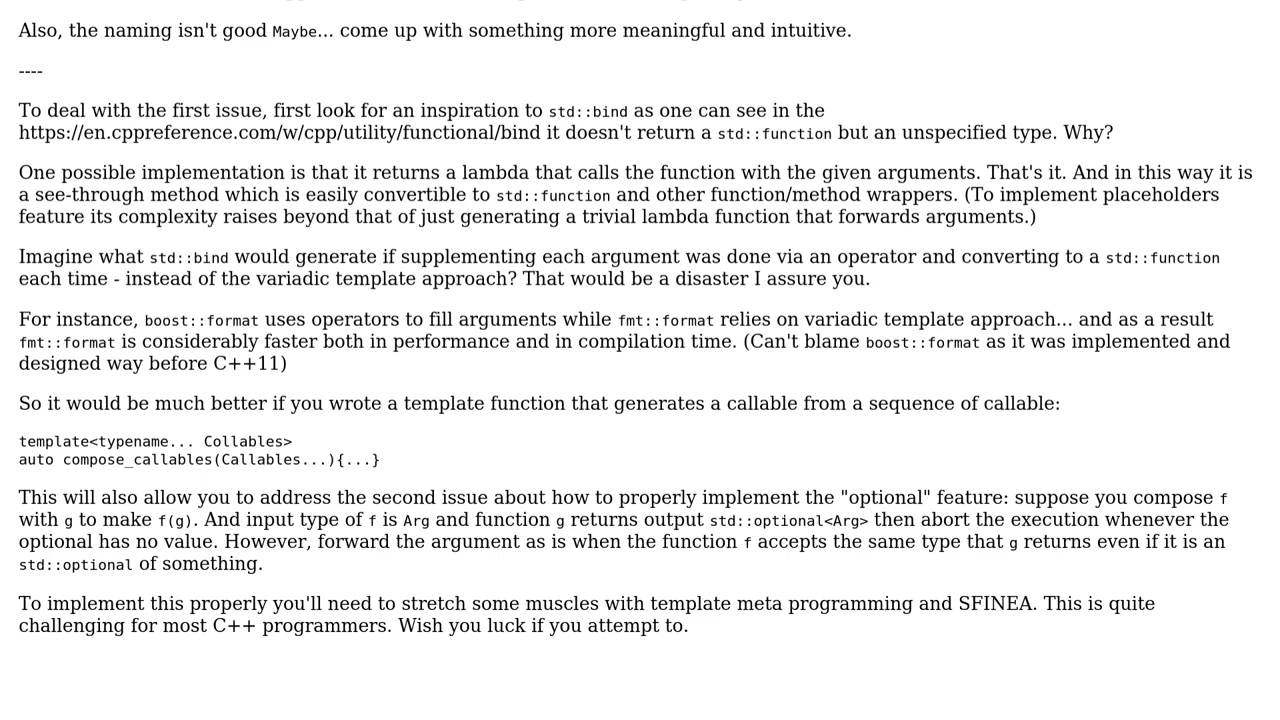 Also, the naming isn't good Maybe... come up with something more meaningful and intuitive.
----
To deal with the first issue, first look for an inspiration to std::bind as one can see in the
https://en.cppreference.com/w/cpp/utility/functional/bind it doesn't return a std::function but an unspecified type. Why?
One possible implementation is that it returns a lambda that calls the function with the given arguments. That's it. And in this way it is
a see-through method which is easily convertible to std::function and other function/method wrappers. (To implement placeholders
feature its complexity raises beyond that of just generating a trivial lambda function that forwards arguments.)
Imagine what std::bind would generate if supplementing each argument was done via an operator and converting to a std::function
each time - instead of the variadic template approach? That would be a disaster I assure you.
For instance, boost::format uses operators to fill arguments while fmt::format relies on variadic template approach... and as a result
fmt::format is considerably faster both in performance and in compilation time. (Can't blame boost::format as it was implemented and
designed way before C++11)
So it would be much better if you wrote a template function that generates a callable from a sequence of callable:
template<typename... Collables>
auto compose_callables(Callables...){...}
This will also allow you to address the second issue about how to properly implement the "optional" feature: suppose you compose f
with g to make f(g). And input type of f is Arg and function g returns output std::optional<Arg> then abort the execution whenever the
optional has no value. However, forward the argument as is when the function f accepts the same type that g returns even if it is an
std::optional of something.
To implement this properly you'll need to stretch some muscles with template meta programming and SFINEA. This is quite
challenging for most C++ programmers. Wish you luck if you attempt to.